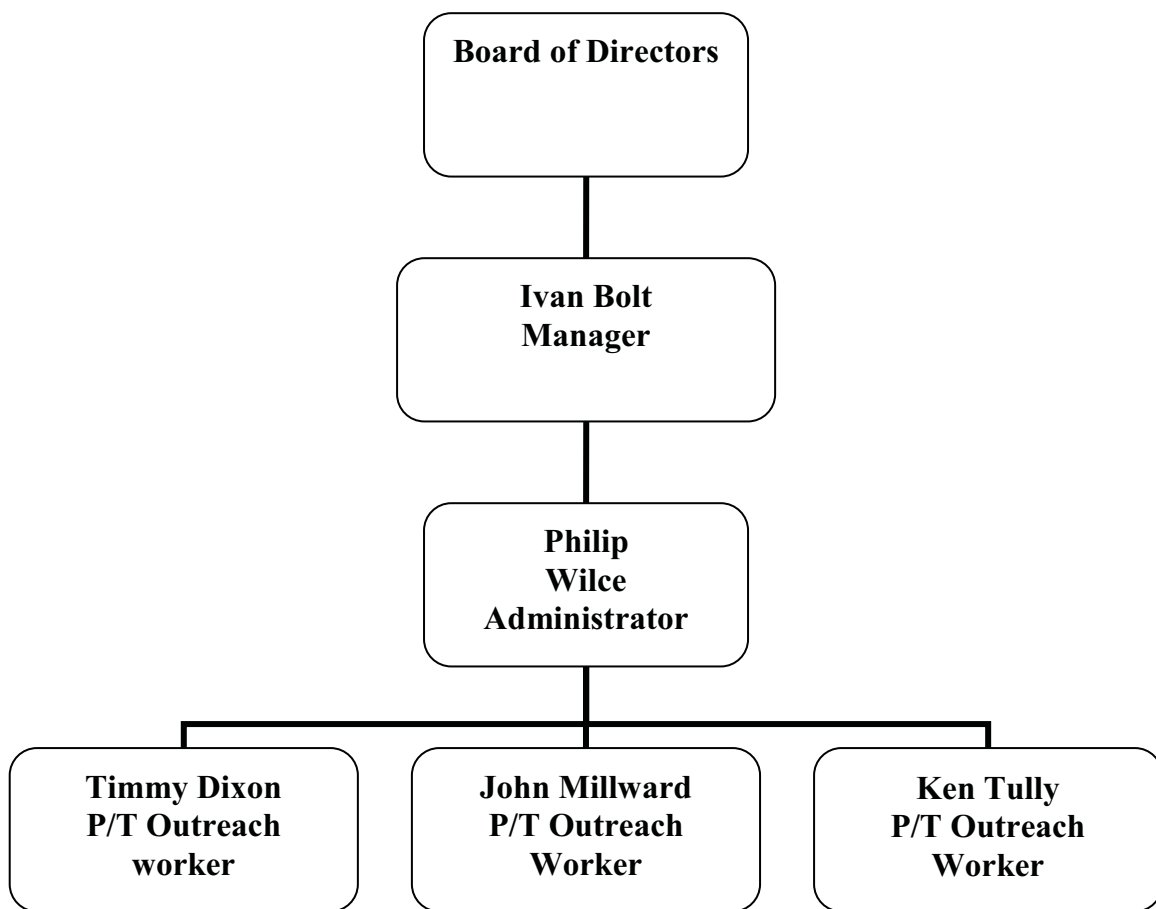 Board of Directors
Ivan Bolt
Manager
Philip
Wilce
Administrator
Timmy Dixon
P/T Outreach
worker
John Millward
P/T Outreach
Worker
Ken Tully
P/T Outreach
Worker